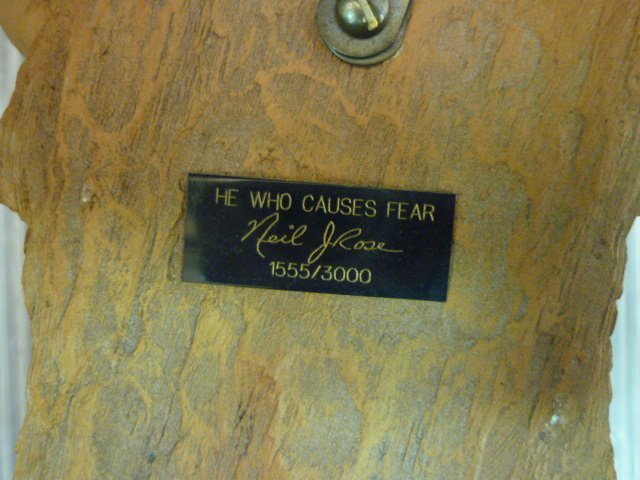 HE WHO CAUSES FEAR
Neil J Rose
1555/3000